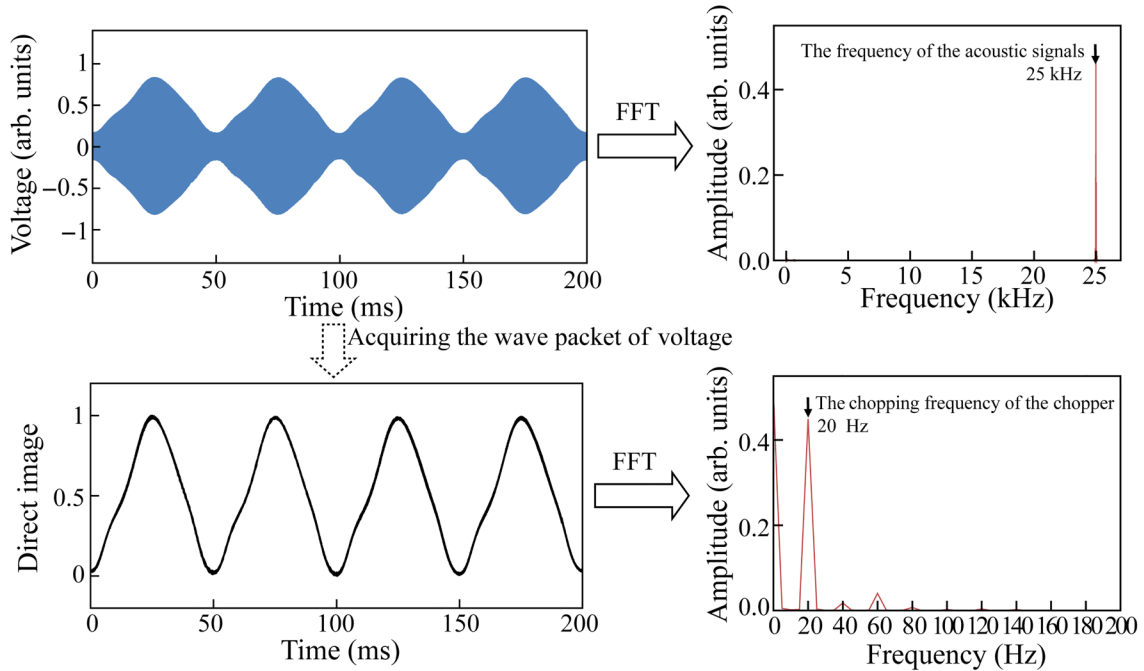 Voltage (arb. units)
1
0.5
0
−0.5
−1
0
50
100
150
200
Time (ms)
FFT
Amplitude (arb. units)
0.4
0.2
0.0
The frequency of the acoustic signals
25 kHz
5
10
15
20
25
Frequency (kHz)
0
Acquiring the wave packet of voltage
Direct image
1
0.5
0
0
50
100
150
200
Time (ms)
FFT
Amplitude (arb. units)
0.4
0.2
0.0
The chopping frequency of the chopper
20 Hz
0 20 40 60 80 100 120 140 160 180 200
Frequency (Hz)